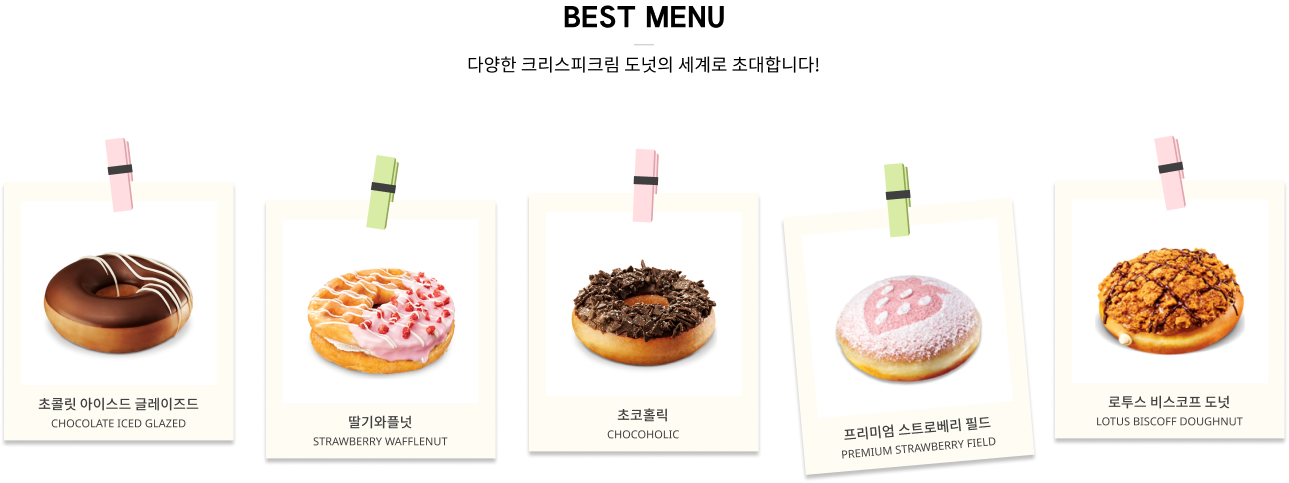 BEST MENU
다양한 크리스피크림 도넛의 세계로 초대합니다!
초콜릿 아이스드 글레이즈드
CHOCOLATE ICED GLAZED
딸기와플넛
STRAWBERRY WAFFLENUT
초코홀릭
CHOCOHOLIC
프리미엄 스트로베리 필드
PREMIUM STRAWBERRY FIELD
로투스 비스코프 도넛
LOTUS BISCOFF DOUGHNUT